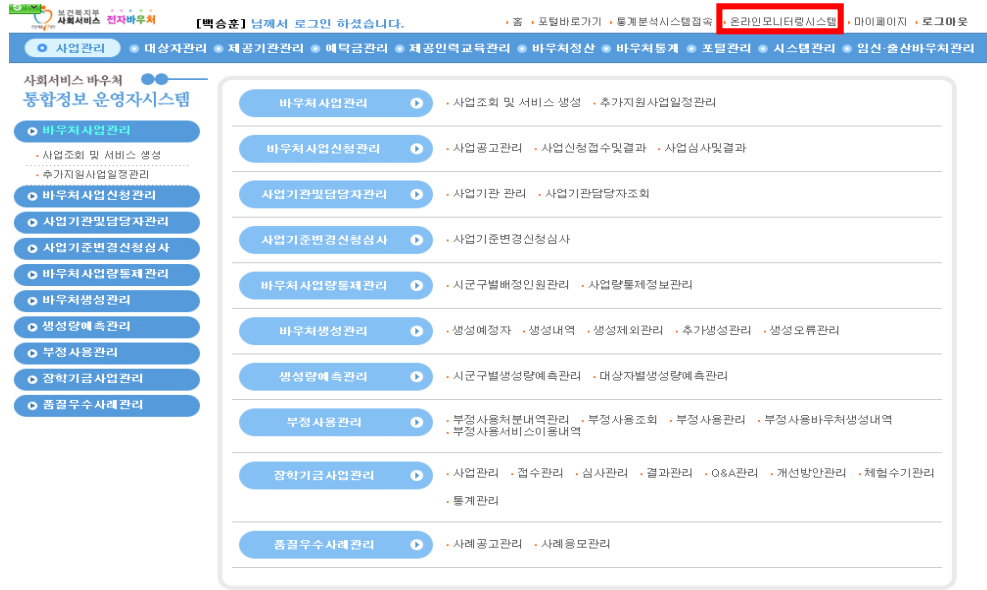 보건복지부
사회서비스 전자바우처
[백승훈] 님께서 로그인 하셨습니다.
홈 · 포털바로가기 · 통계분석시스템접속 · 온라인모니터링시스템 · 마이페이지 · 로그아웃
사업관리 대상자관리 제공기관관리 예탁금관리 제공인력교육관리 바우처정산 바우처통계 포털관리 시스템관리 임신·출산바우처관리
사회서비스 바우처
통합정보 운영자시스템
바우처사업관리
· 사업조회 및 서비스 생성
· 추가지원사업일정관리
바우처사업신청관리
사업기관및담당자관리
사업기준변경신청심사
바우처사업량통제관리
바우처생성관리
생성량예측관리
부정사용관리
장학기금사업관리
품질우수사례관리
바우처사업관리 · 사업조회 및 서비스 생성 · 추가지원사업일정관리
바우처사업신청관리 · 사업공고관리 · 사업신청접수및결과 · 사업심사및결과
사업기관및담당자관리 · 사업기관 관리 · 사업기관담당자조회
사업기준변경신청심사 · 사업기준변경신청심사
바우처사업량통제관리 · 시군구별배정인원관리 · 사업량통제정보관리
바우처생성관리 · 생성예정자 · 생성내역 · 생성제외관리 · 추가생성관리 · 생성오류관리
생성량예측관리 · 시군구별생성량예측관리 · 대상자별생성량예측관리
부정사용관리 · 부정사용처분내역관리 · 부정사용조회 · 부정사용관리 · 부정사용바우처생성내역
· 부정사용서비스이용내역
장학기금사업관리 · 사업관리 · 접수관리 · 심사관리 · 결과관리 · Q&A관리 · 개선방안관리 · 체험수기관리
· 통계관리
품질우수사례관리 · 사례공고관리 · 사례응모관리